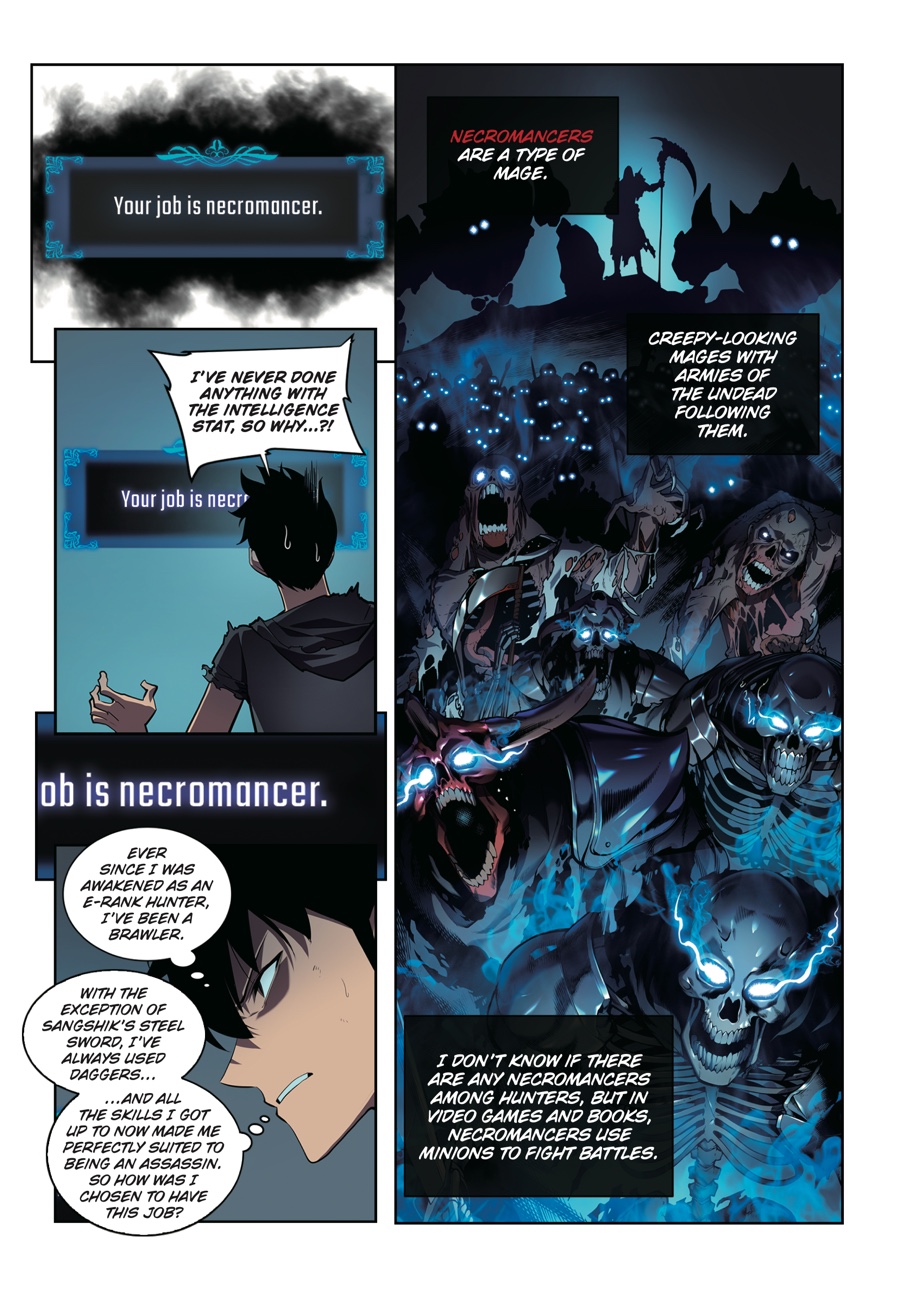 Your job is necromancer.
I'VE NEVER DONE
ANYTHING WITH
THE INTELLIGENCE
STAT, SO WHY...?!
Your job is necr
ob is necromancer.
EVER
SINCE I WAS
AWAKENED AS AN
E-RANK HUNTER,
I'VE BEEN A
BRAWLER.
WITH THE
EXCEPTION OF
SANGSHIK'S STEEL
SWORD, I'VE
ALWAYS USED
DAGGERS...
...AND ALL
THE SKILLS I GOT
UP TO NOW MADE ME
PERFECTLY SUITED TO
BEING AN ASSASSIN.
SO HOW WAS I
CHOSEN TO HAVE
THIS JOB?
NECROMANCERS
ARE A TYPE OF
MAGE.
CREEPY-LOOKING
MAGES WITH
ARMIES OF
THE UNDEAD
FOLLOWING
THEM.
I DON'T KNOW IF THERE
ARE ANY NECROMANCERS
AMONG HUNTERS, BUT IN
VIDEO GAMES AND BOOKS,
NECROMANCERS USE
MINIONS TO FIGHT BATTLES.